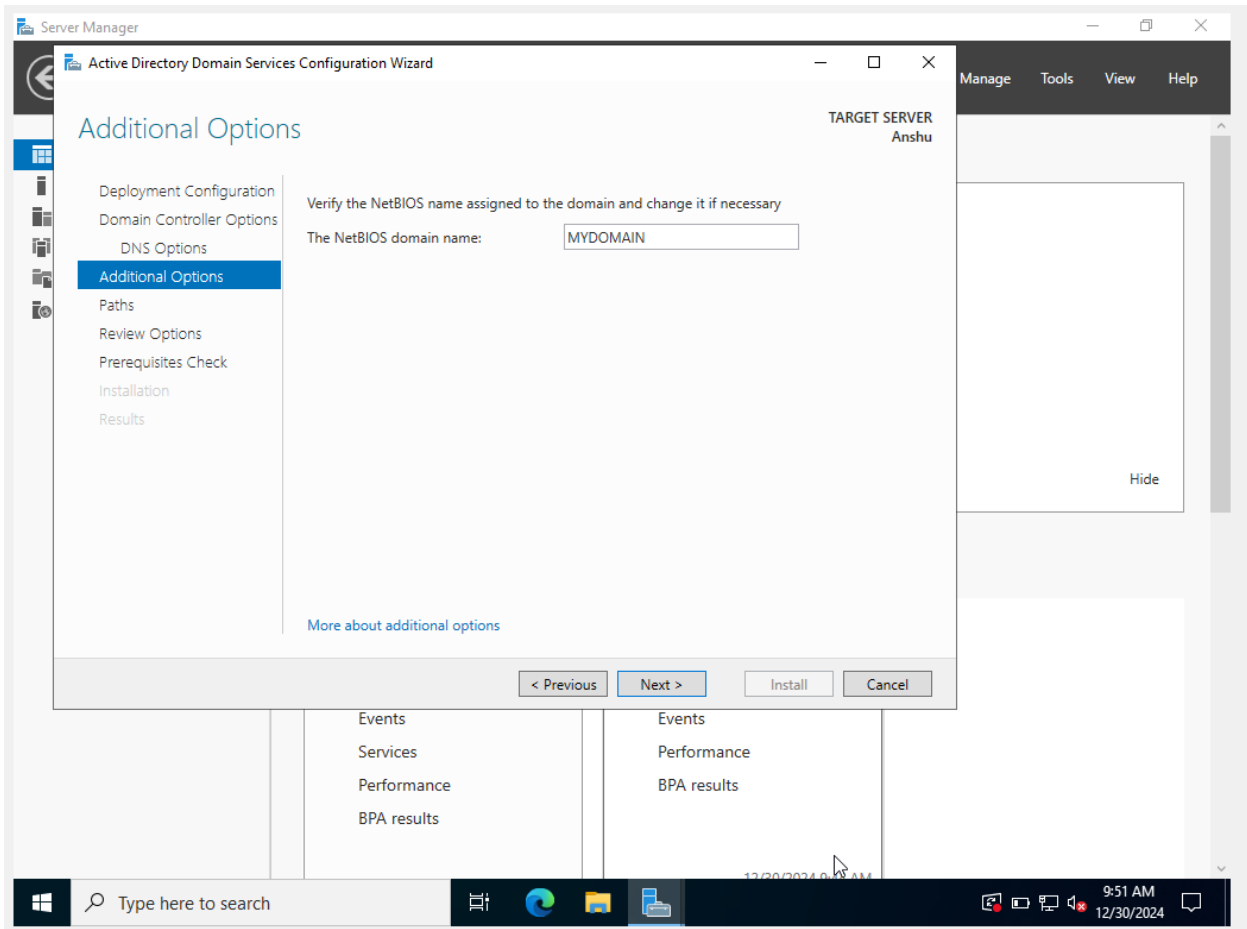 Server Manager
Manage Tools View Help
Active Directory Domain Services Configuration Wizard
Additional Options
TARGET SERVER
Anshu
Deployment Configuration
Domain Controller Options
DNS Options
Additional Options
Paths
Review Options
Prerequisites Check
Installation
Results
Verify the NetBIOS name assigned to the domain and change it if necessary
The NetBIOS domain name: MYDOMAIN
More about additional options
< Previous Next > Install Cancel
Hide
Events
Services
Performance
BPA results
Events
Performance
BPA results
12/30/2024 AM
Type here to search
9:51 AM
12/30/2024